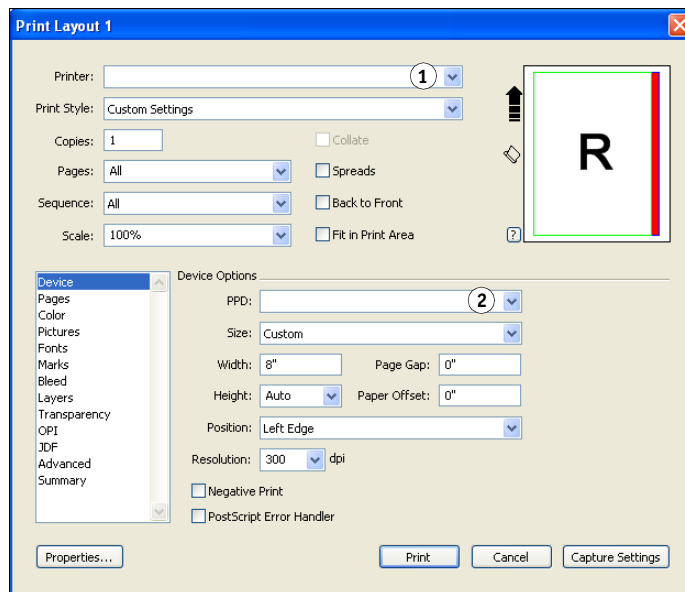 Print Layout 1
Printer: 1
Print Style: Custom Settings
Copies: 1 Collate
Pages: All Spreads
Sequence: All Back to Front
Scale: 100% Fit in Print Area
R
?
Device
Pages
Color
Pictures
Fonts
Marks
Bleed
Layers
Transparency
OPI
JDF
Advanced
Summary
Device Options
PPD: 2
Size: Custom
Width: 8" Page Gap: 0"
Height: Auto Paper Offset: 0"
Position: Left Edge
Resolution: 300 dpi
Negative Print
PostScript Error Handler
Properties... Print Cancel Capture Settings